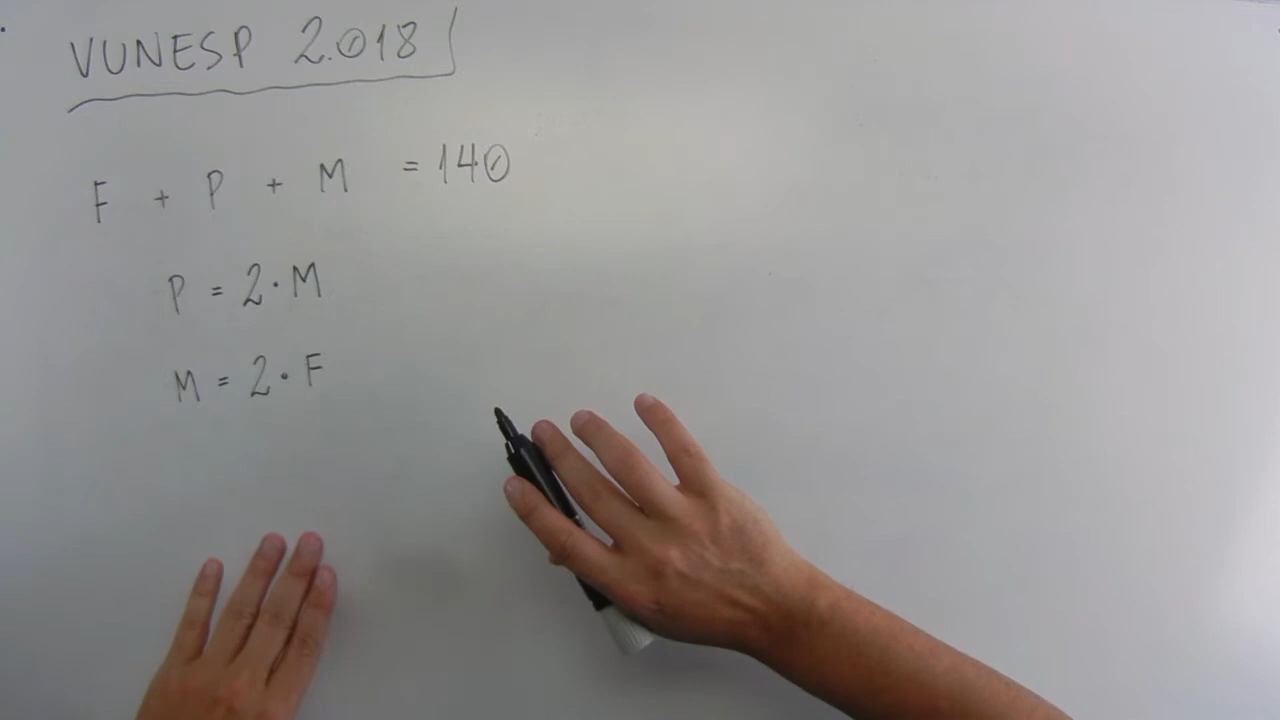 VUNESP 2.018
F + P + M = 140
P = 2 · M
M = 2 · F